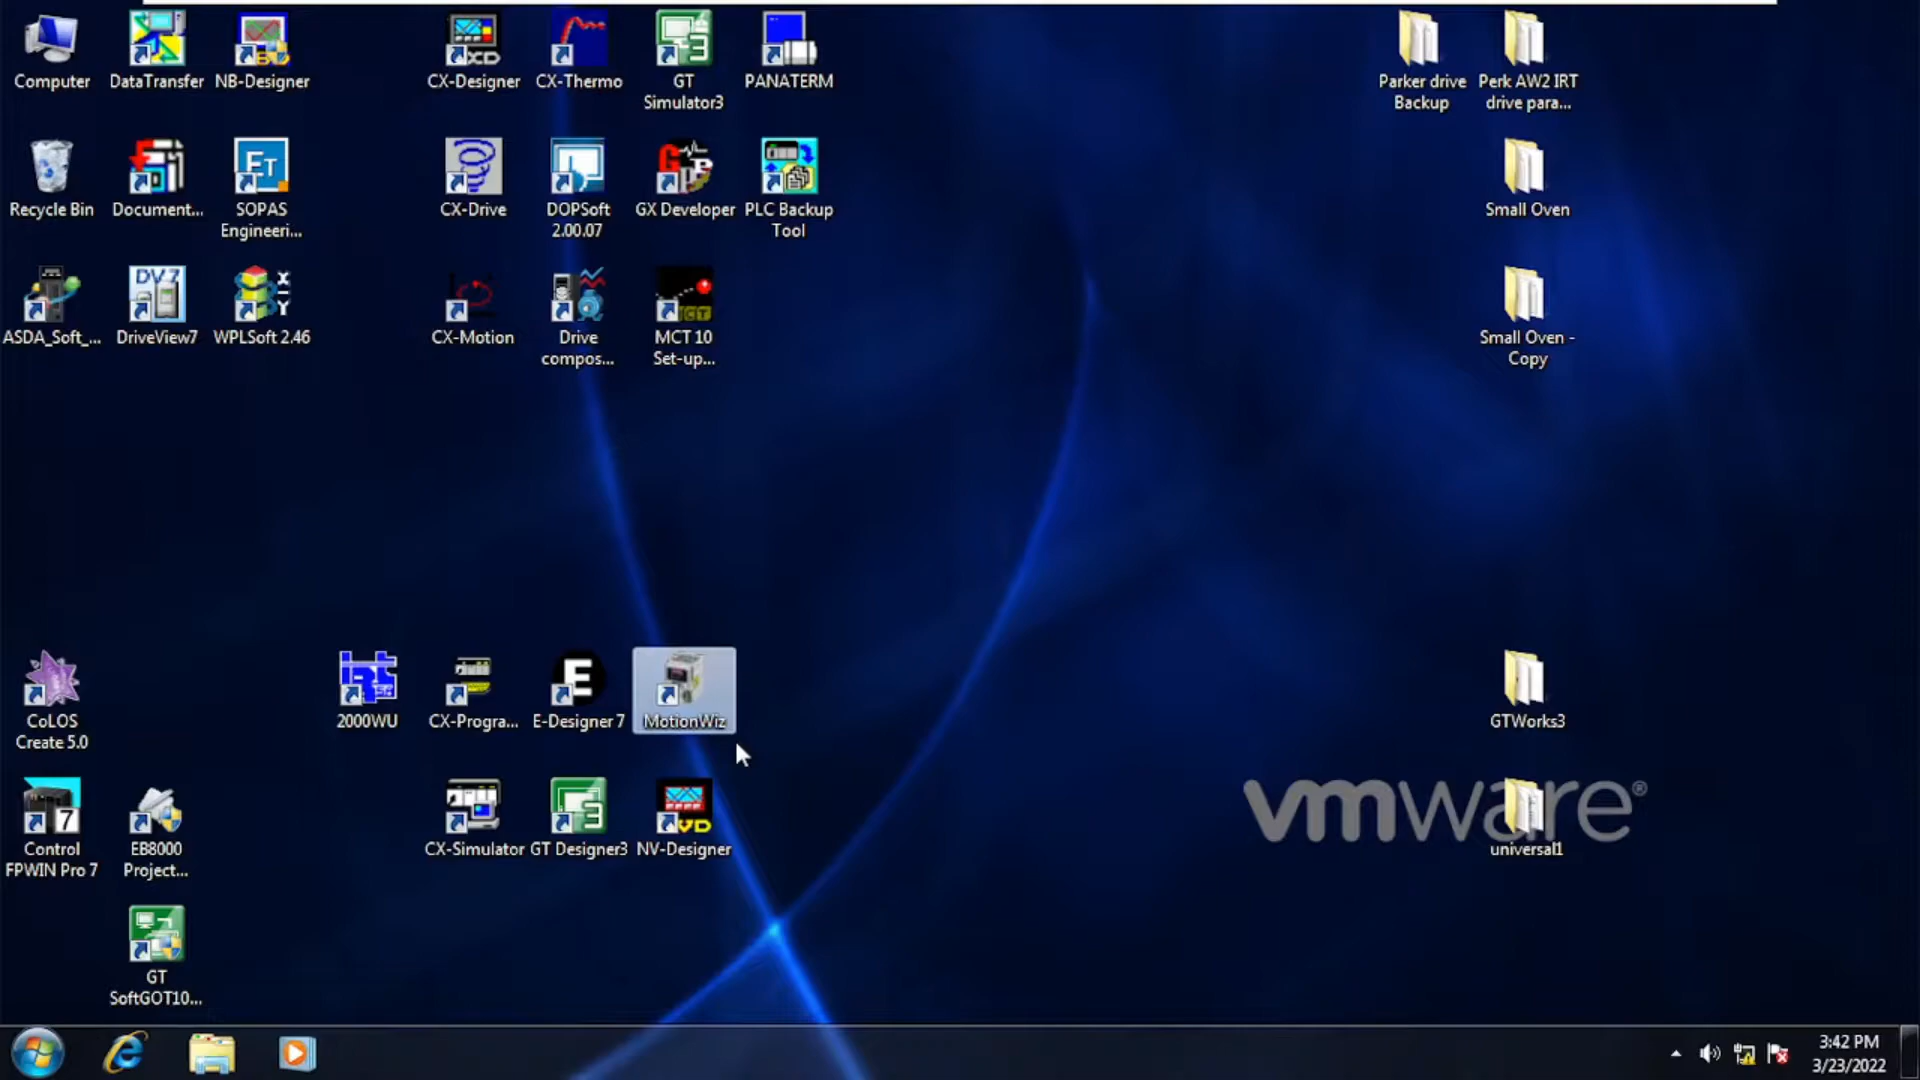 Computer
DataTransfer
NB-Designer
CX-Designer
CX-Thermo
GT
Simulator3
PANATERM
Parker drive
Backup
Perk AW2 IRT
drive para...
Recycle Bin
Document...
SOPAS
Engineeri...
CX-Drive
DOPSoft
2.00.07
GX Developer
PLC Backup
Tool
Small Oven
ASDA_Soft_...
DriveView7
WPLSoft 2.46
CX-Motion
Drive
compos...
MCT 10
Set-up...
Small Oven -
Copy
CoLOS
Create 5.0
2000WU
CX-Progra...
E-Designer 7
MotionWiz
GTWorks3
Control
FPWIN Pro 7
EB8000
Project...
CX-Simulator
GT Designer3
NV-Designer
vmware®
universal1
GT
SoftGOT10...
3:42 PM
3/23/2022